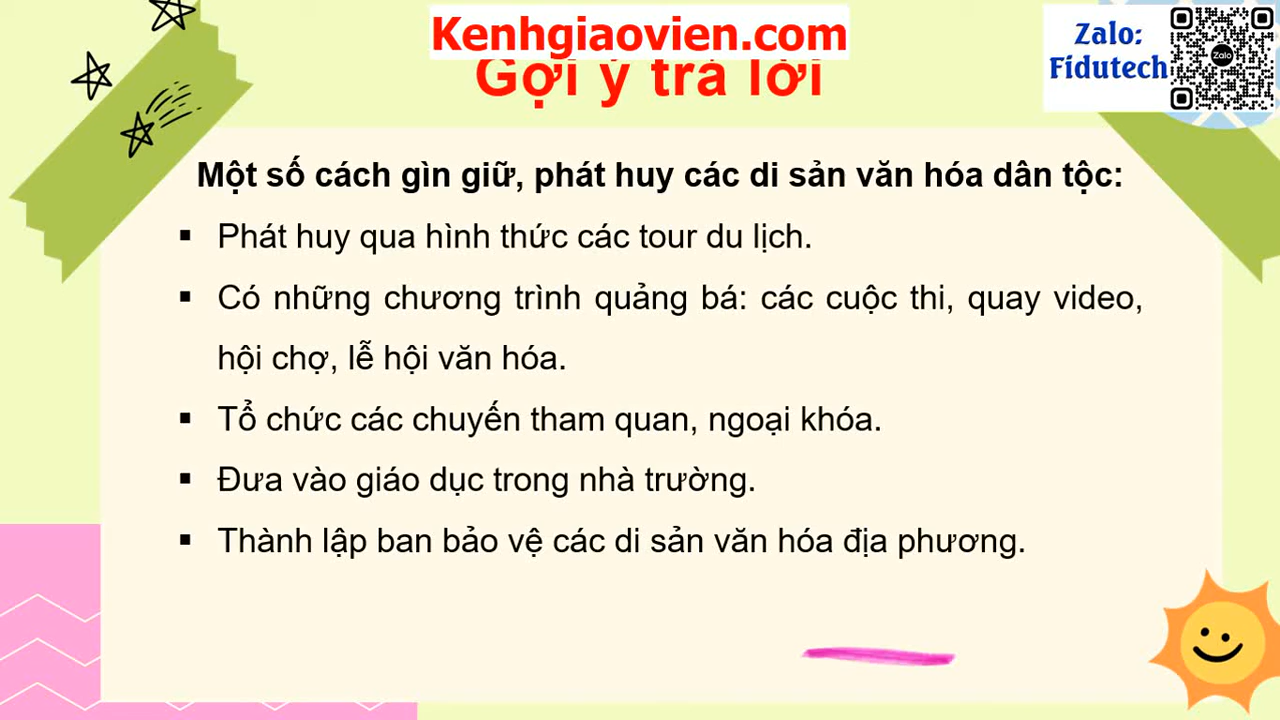 Kenhgiaovien.com
Zalo:
Fidutech
Zalo
Gợi ý trả lời
Một số cách gìn giữ, phát huy các di sản văn hóa dân tộc:
▪ Phát huy qua hình thức các tour du lịch.
▪ Có những chương trình quảng bá: các cuộc thi, quay video,
hội chợ, lễ hội văn hóa.
▪ Tổ chức các chuyến tham quan, ngoại khóa.
▪ Đưa vào giáo dục trong nhà trường.
▪ Thành lập ban bảo vệ các di sản văn hóa địa phương.